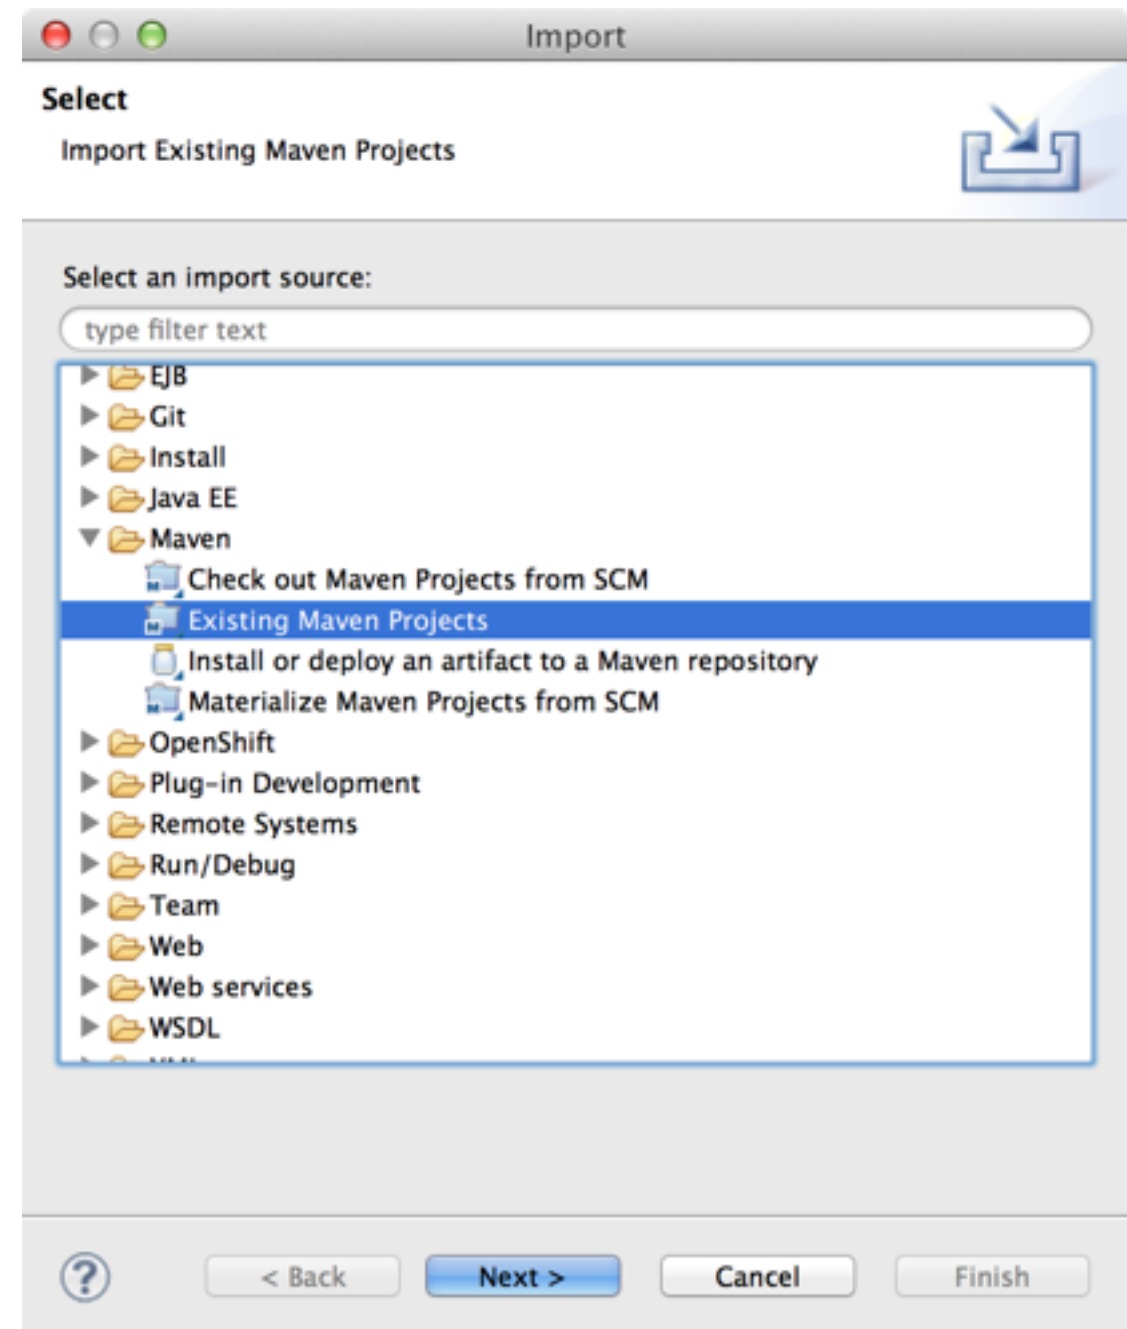 Import
Select
Import Existing Maven Projects
Select an import source:
type filter text
EJB
Git
Install
Java EE
Maven
Check out Maven Projects from SCM
Existing Maven Projects
Install or deploy an artifact to a Maven repository
Materialize Maven Projects from SCM
OpenShift
Plug-in Development
Remote Systems
Run/Debug
Team
Web
Web services
WSDL
? < Back Next > Cancel Finish